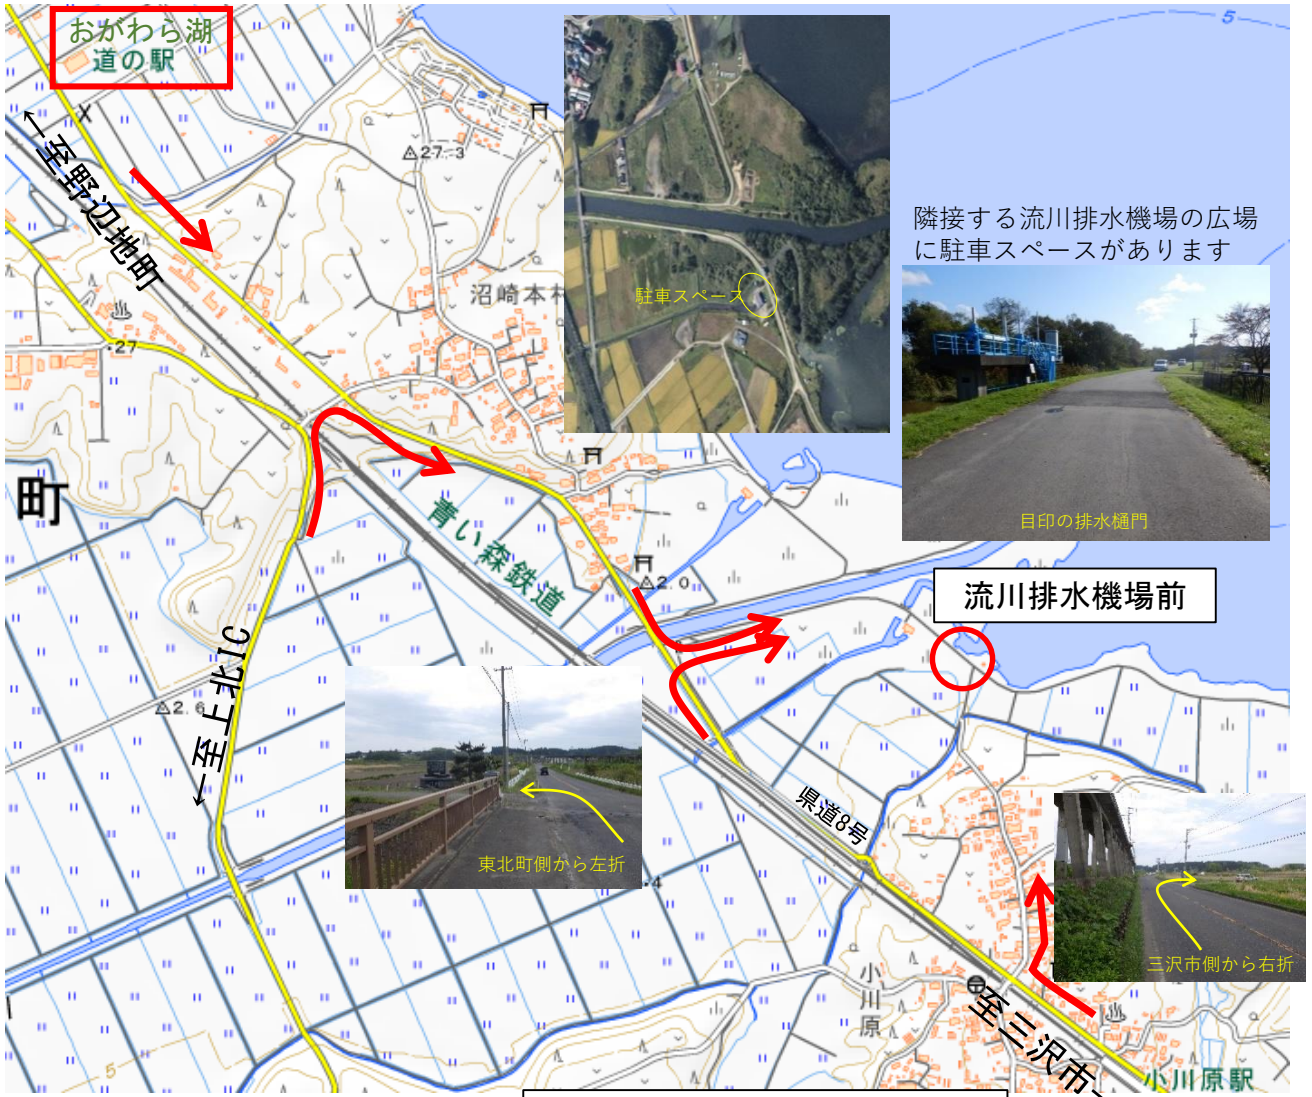 おがわら湖
道の駅
5
←至野辺地町
27.3
隣接する流川排水機場の広場
に駐車スペースがあります
沼崎本村
駐車スペース
27
町
青い森鉄道
目印の排水樋門
2.0
流川排水機場前
←至上北IC
2.6
県道8号
東北町側から左折
4
三沢市側から右折
小川原
至三沢市
小川原駅
5